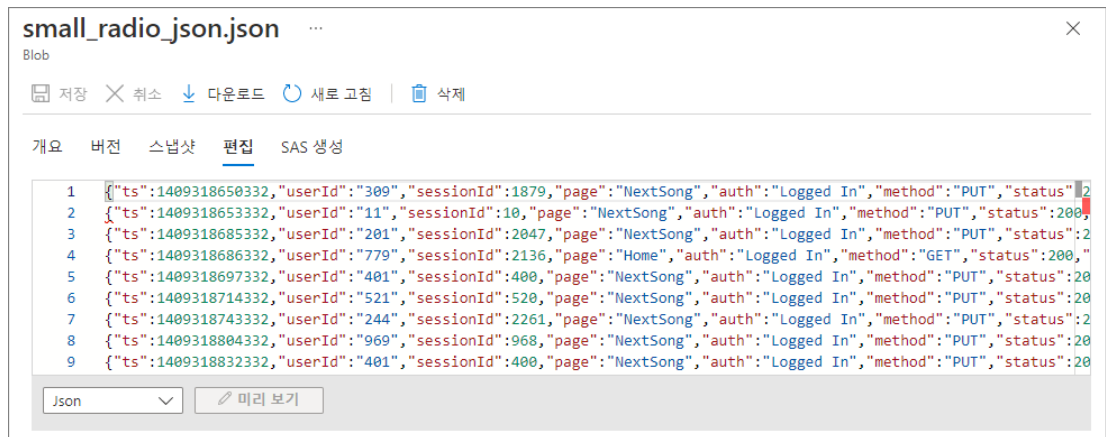 small_radio_json.json ...
Blob
저장 취소 다운로드 새로 고침 삭제
개요 버전 스냅샷 편집 SAS 생성
1 {"ts":1409318650332,"userId":"309","sessionId":1879,"page":"NextSong","auth":"Logged In","method":"PUT","status" 2
2 {"ts":1409318653332,"userId":"11","sessionId":10,"page":"NextSong","auth":"Logged In","method":"PUT","status":200,
3 {"ts":1409318685332,"userId":"201","sessionId":2047,"page":"NextSong","auth":"Logged In","method":"PUT","status":2
4 {"ts":1409318686332,"userId":"779","sessionId":2136,"page":"Home","auth":"Logged In","method":"GET","status":200,"
5 {"ts":1409318697332,"userId":"401","sessionId":400,"page":"NextSong","auth":"Logged In","method":"PUT","status":20
6 {"ts":1409318714332,"userId":"521","sessionId":520,"page":"NextSong","auth":"Logged In","method":"PUT","status":20
7 {"ts":1409318743332,"userId":"244","sessionId":2261,"page":"NextSong","auth":"Logged In","method":"PUT","status":2
8 {"ts":1409318804332,"userId":"969","sessionId":968,"page":"NextSong","auth":"Logged In","method":"PUT","status":20
9 {"ts":1409318832332,"userId":"401","sessionId":400,"page":"NextSong","auth":"Logged In","method":"PUT","status":20
Json 미리 보기